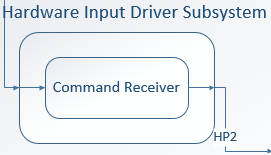 Hardware Input Driver Subsystem
Command Receiver
HP2